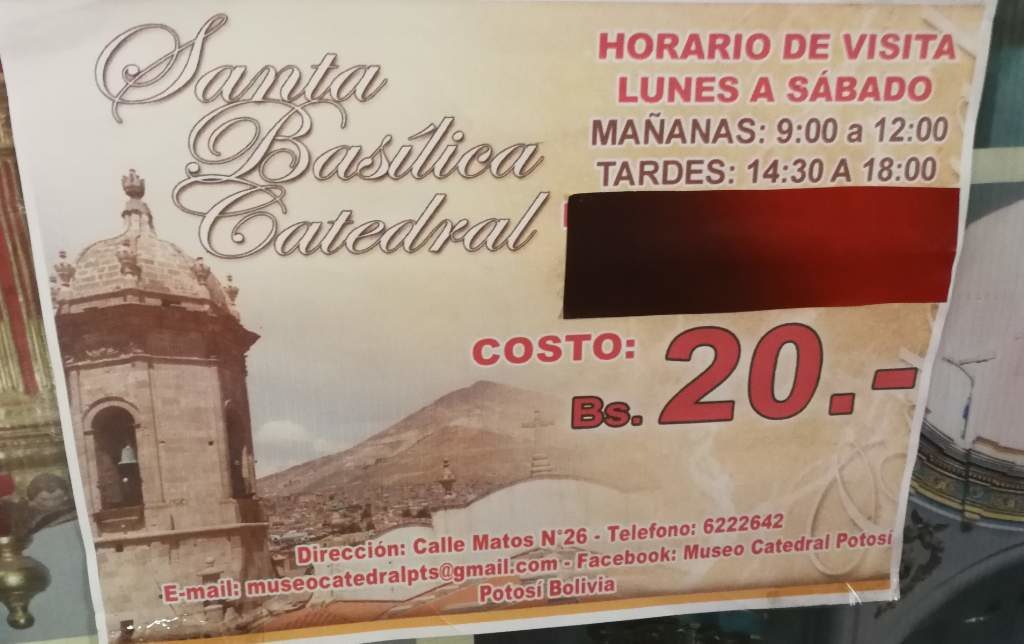 Santa
Basílica
Catedral
HORARIO DE VISITA
LUNES A SÁBADO
MAÑANAS: 9:00 a 12:00
TARDES: 14:30 A 18:00
COSTO:
Bs. 20.-
Dirección: Calle Matos N°26 - Telefono: 6222642
E-mail: museocatedralpts@gmail.com - Facebook: Museo Catedral Potosí
Potosí Bolivia